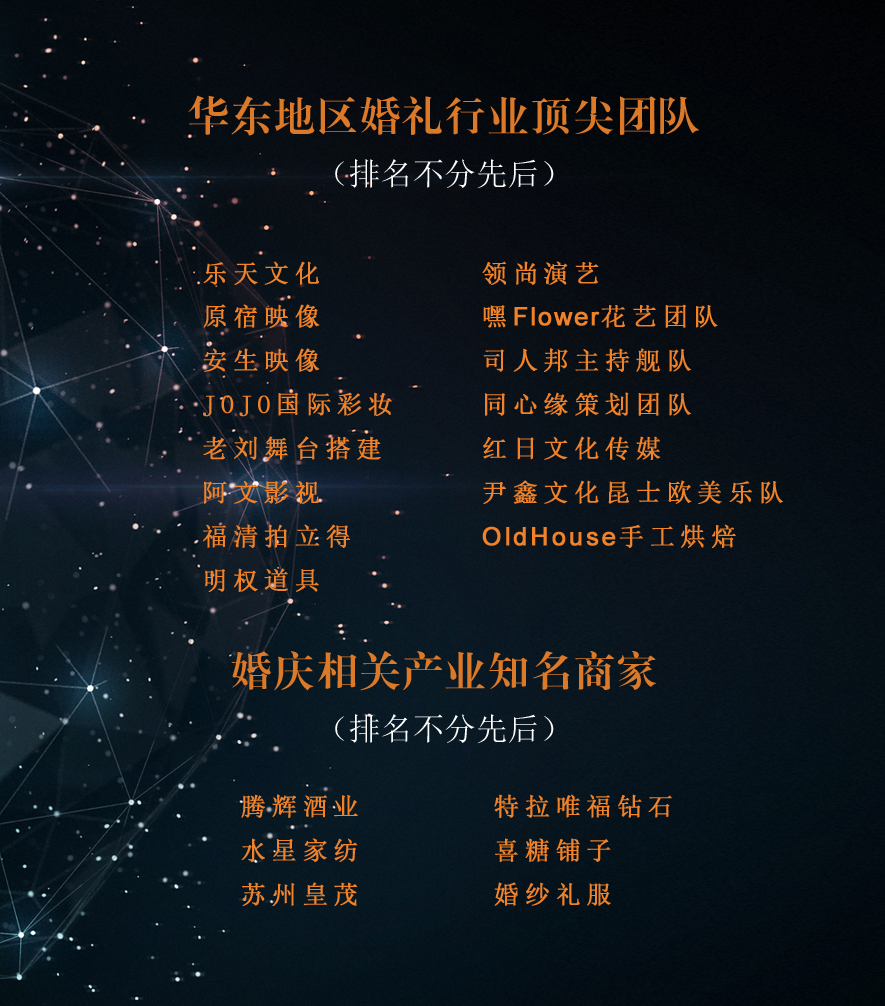 华东地区婚礼行业顶尖团队
（排名不分先后）
乐天文化
原宿映像
安生映像
JOJO国际彩妆
老刘舞台搭建
阿文影视
福清拍立得
明权道具
领尚演艺
嘿Flower花艺团队
司人邦主持舰队
同心缘策划团队
红日文化传媒
尹鑫文化昆士欧美乐队
OldHouse手工烘焙
婚庆相关产业知名商家
（排名不分先后）
腾辉酒业
水星家纺
苏州皇茂
特拉唯福钻石
喜糖铺子
婚纱礼服